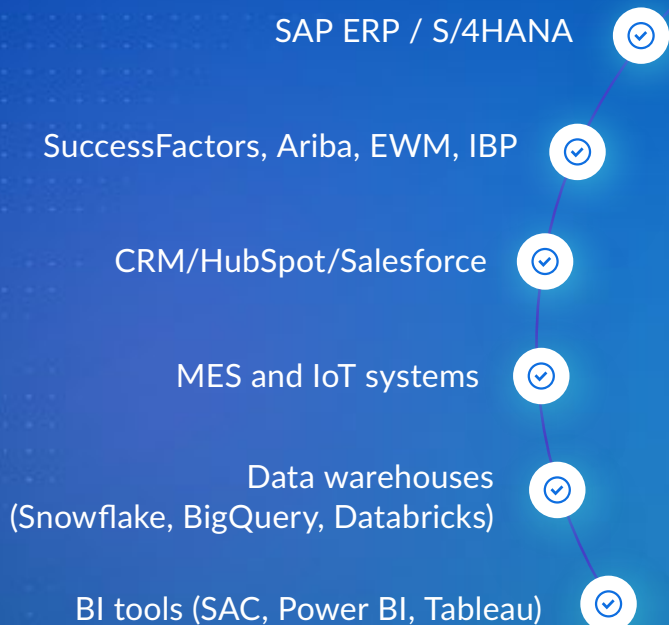 SAP ERP / S/4HANA
SuccessFactors, Ariba, EWM, IBP
CRM/HubSpot/Salesforce
MES and IoT systems
Data warehouses
(Snowflake, BigQuery, Databricks)
BI tools (SAC, Power BI, Tableau)